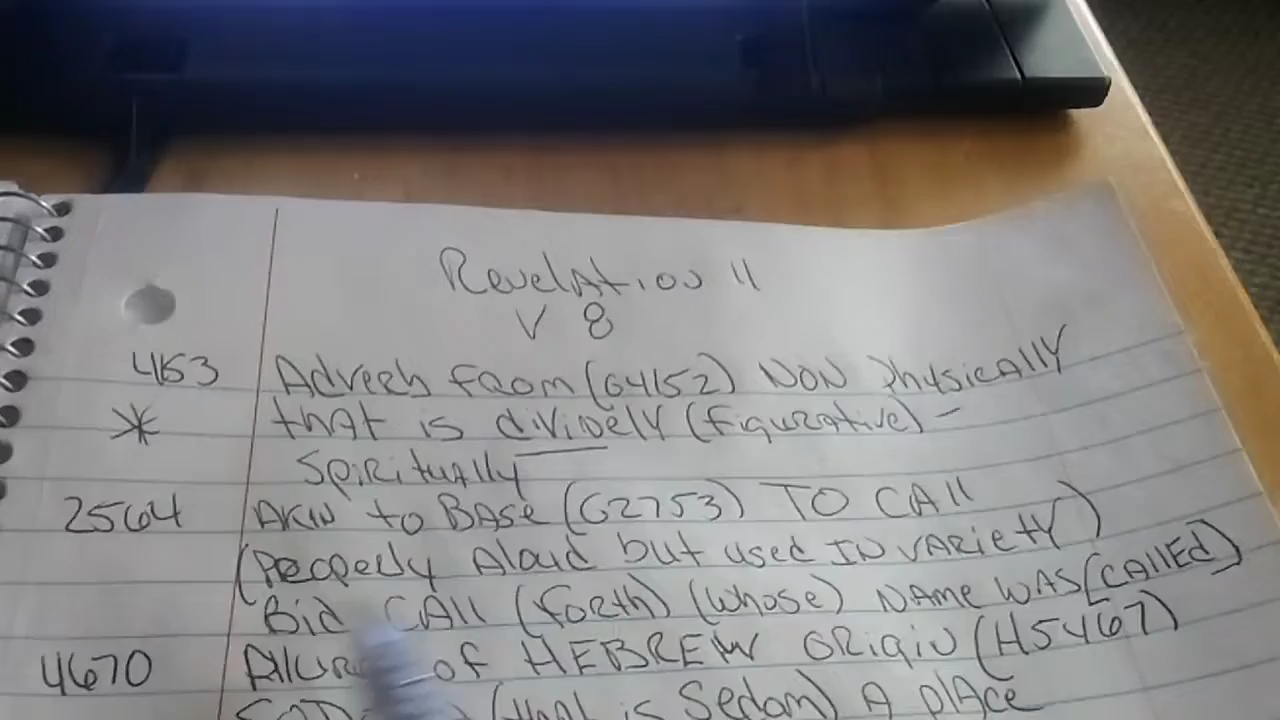 Revelation 11
V 8
4153 Adverb from (G4152) NON physically
* that is divinely (figurative) -
Spiritually
2564 AKIN to BASE (G2753) TO CAll
(Properly Aloud but used IN VARIETY)
Bid CAll (forth) (whose) NAME WAS (CAllEd)
4670 of HEBREW ORIGIN (H5467)
(that is Sedom) A plAce